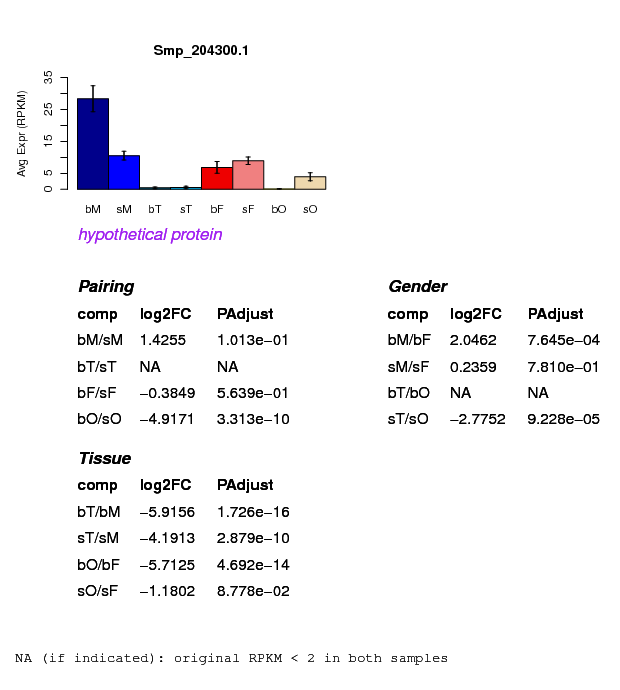 Smp_204300.1
Avg Expr (RPKM)
35
25
15
5
0
bM sM bT sT bF sF bO sO
hypothetical protein
Pairing
comp log2FC PAdjust
bM/sM 1.4255 1.013e−01
bT/sT NA NA
bF/sF −0.3849 5.639e−01
bO/sO −4.9171 3.313e−10
Gender
comp log2FC PAdjust
bM/bF 2.0462 7.645e−04
sM/sF 0.2359 7.810e−01
bT/bO NA NA
sT/sO −2.7752 9.228e−05
Tissue
comp log2FC PAdjust
bT/bM −5.9156 1.726e−16
sT/sM −4.1913 2.879e−10
bO/bF −5.7125 4.692e−14
sO/sF −1.1802 8.778e−02
NA (if indicated): original RPKM < 2 in both samples